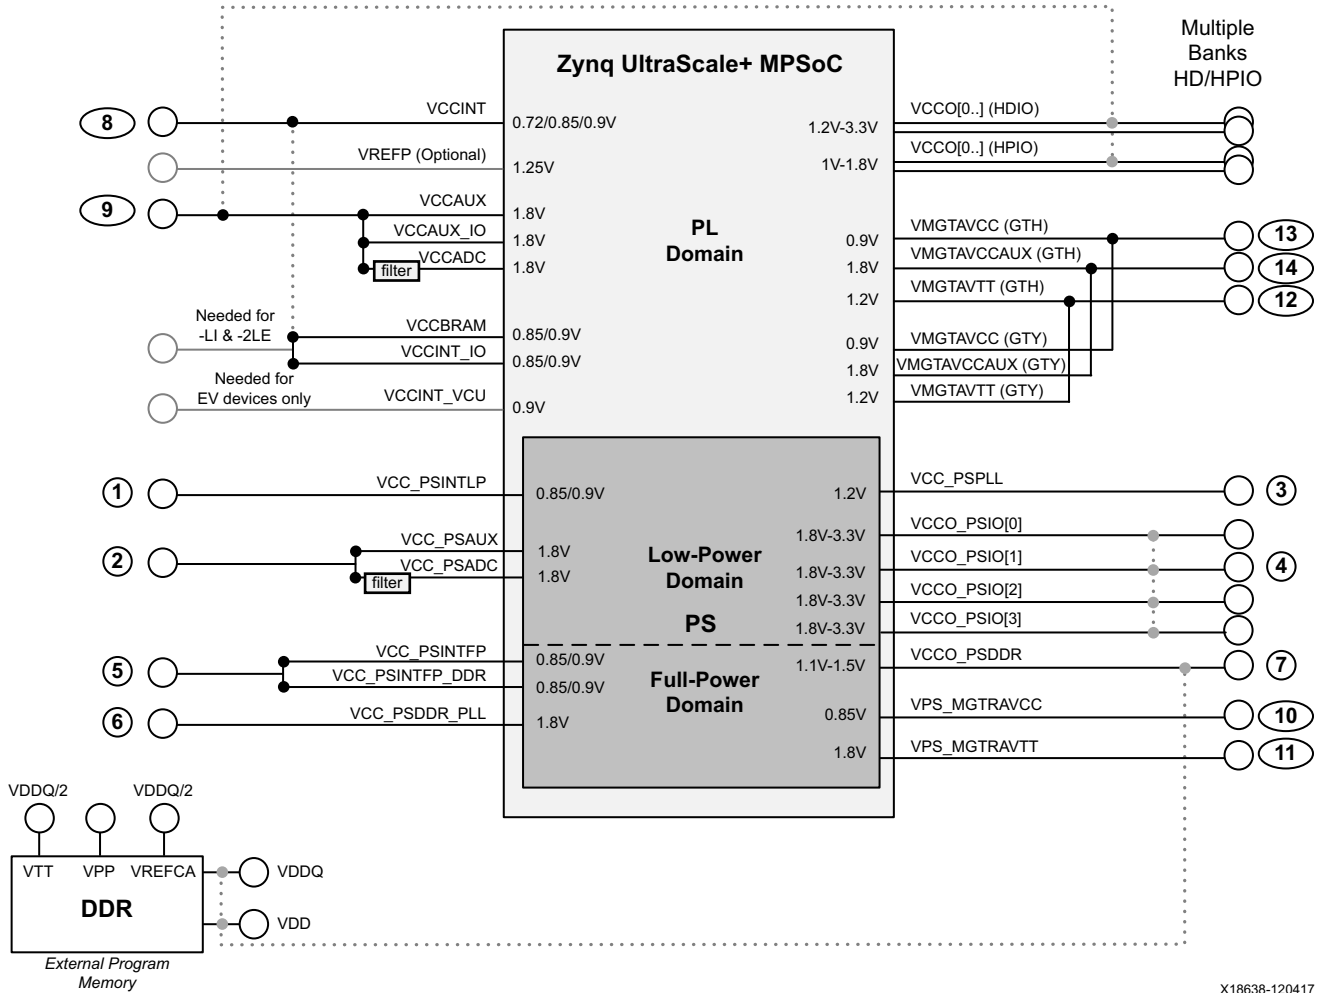 Multiple
Banks
HD/HPIO
Zynq UltraScale+ MPSoC
8
VCCINT
0.72/0.85/0.9V
VREFP (Optional)
1.25V
9
VCCAUX
1.8V
VCCAUX_IO
1.8V
VCCADC
filter
1.8V
Needed for
-LI & -2LE
VCCBRAM
0.85/0.9V
VCCINT_IO
0.85/0.9V
Needed for
EV devices only
VCCINT_VCU
0.9V
PL
Domain
VCCO[0..] (HDIO)
1.2V-3.3V
VCCO[0..] (HPIO)
1V-1.8V
VMGTAVCC (GTH)
0.9V
13
VMGTAVCCAUX (GTH)
1.8V
14
VMGTAVTT (GTH)
1.2V
12
VMGTAVCC (GTY)
0.9V
VMGTAVCCAUX (GTY)
1.8V
VMGTAVTT (GTY)
1.2V
1
VCC_PSINTLP
0.85/0.9V
2
VCC_PSAUX
1.8V
VCC_PSADC
filter
1.8V
Low-Power
Domain
PS
1.2V
VCC_PSPLL
3
1.8V-3.3V
VCCO_PSIO[0]
1.8V-3.3V
VCCO_PSIO[1]
4
1.8V-3.3V
VCCO_PSIO[2]
1.8V-3.3V
VCCO_PSIO[3]
5
VCC_PSINTFP
0.85/0.9V
VCC_PSINTFP_DDR
0.85/0.9V
6
VCC_PSDDR_PLL
1.8V
Full-Power
Domain
1.1V-1.5V
VCCO_PSDDR
7
0.85V
VPS_MGTRAVCC
10
1.8V
VPS_MGTRAVTT
11
VDDQ/2
VDDQ/2
VTT VPP VREFCA
DDR
VDDQ
VDD
External Program
Memory
X18638-120417